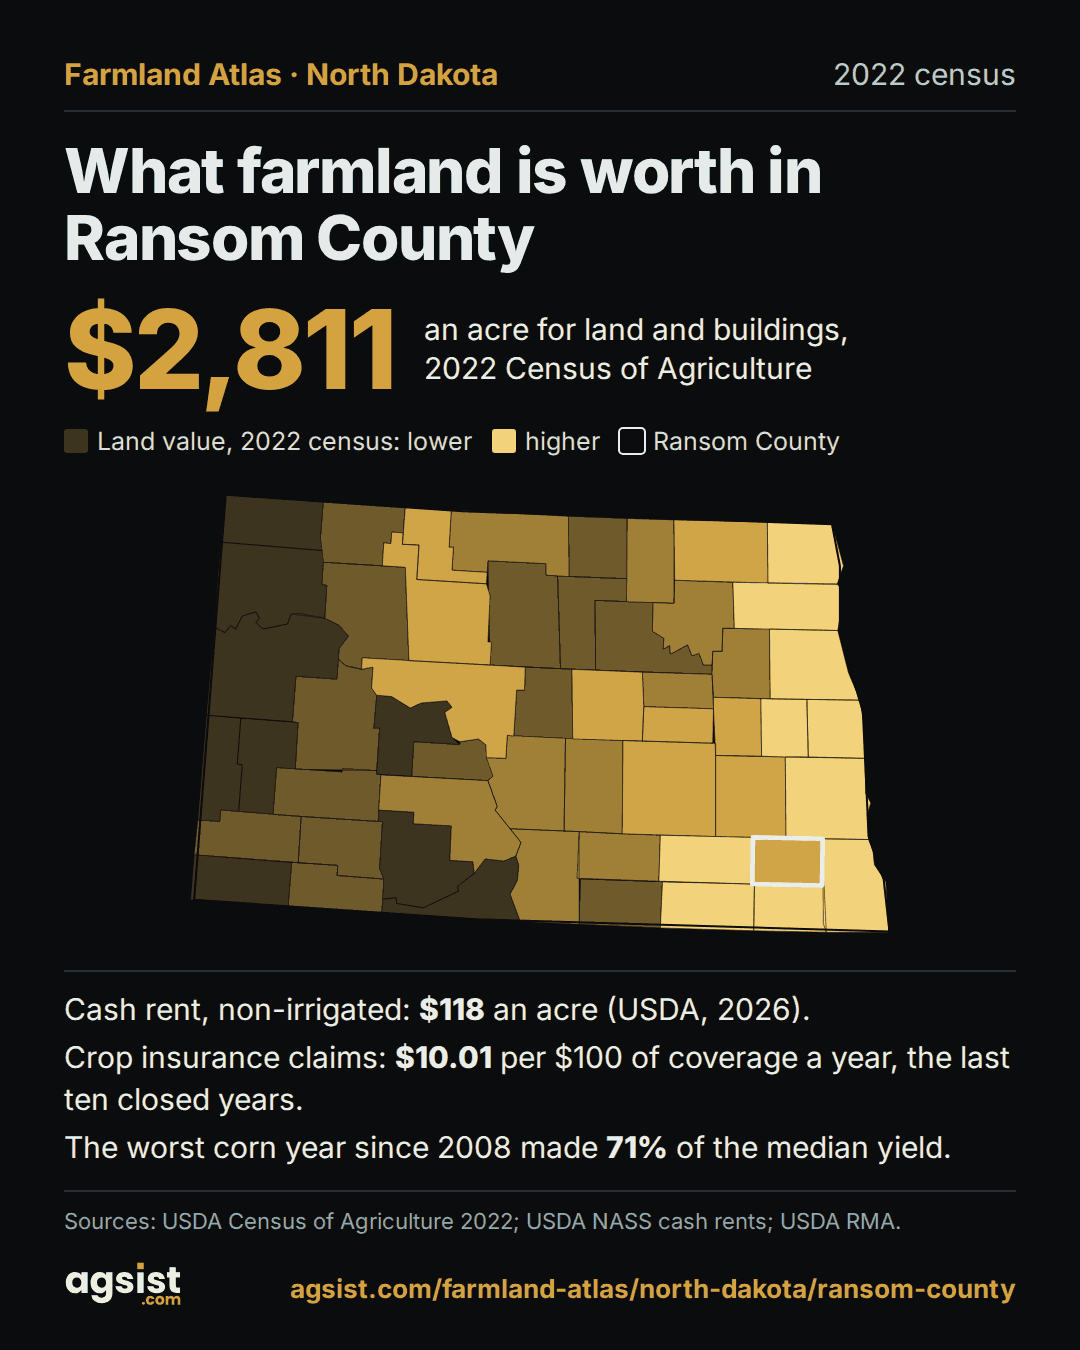 Farmland Atlas · North Dakota
2022 census
What farmland is worth in
Ransom County
$2,811
an acre for land and buildings,
2022 Census of Agriculture
Land value, 2022 census: lower higher Ransom County
Cash rent, non-irrigated: $118 an acre (USDA, 2026).
Crop insurance claims: $10.01 per $100 of coverage a year, the last
ten closed years.
The worst corn year since 2008 made 71% of the median yield.
Sources: USDA Census of Agriculture 2022; USDA NASS cash rents; USDA RMA.
agsist
.com
agsist.com/farmland-atlas/north-dakota/ransom-county